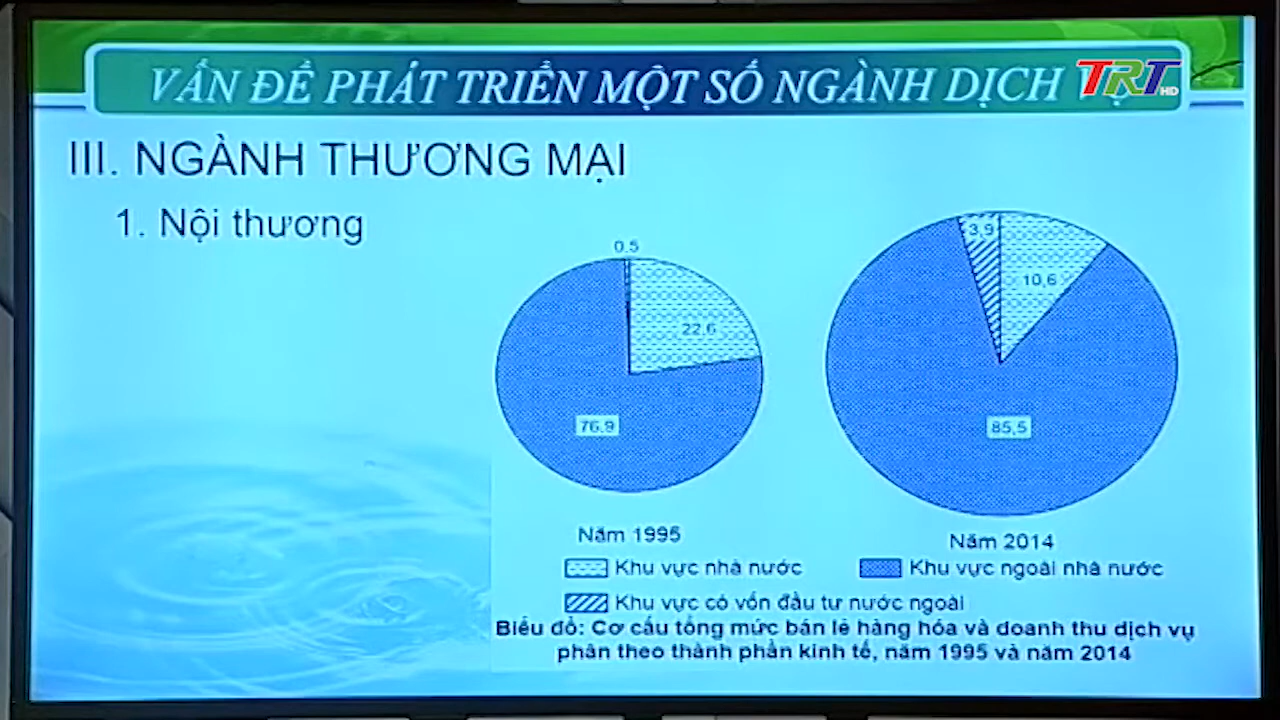 VẤN ĐỀ PHÁT TRIỂN MỘT SỐ NGÀNH DỊCH
TRT HD
III. NGÀNH THƯƠNG MẠI
1. Nội thương
0,5
22,6
76,9
3,9
10,6
85,5
Năm 1995
Năm 2014
Khu vực nhà nước
Khu vực ngoài nhà nước
Khu vực có vốn đầu tư nước ngoài
Biểu đồ: Cơ cấu tổng mức bán lẻ hàng hóa và doanh thu dịch vụ
phân theo thành phần kinh tế, năm 1995 và năm 2014